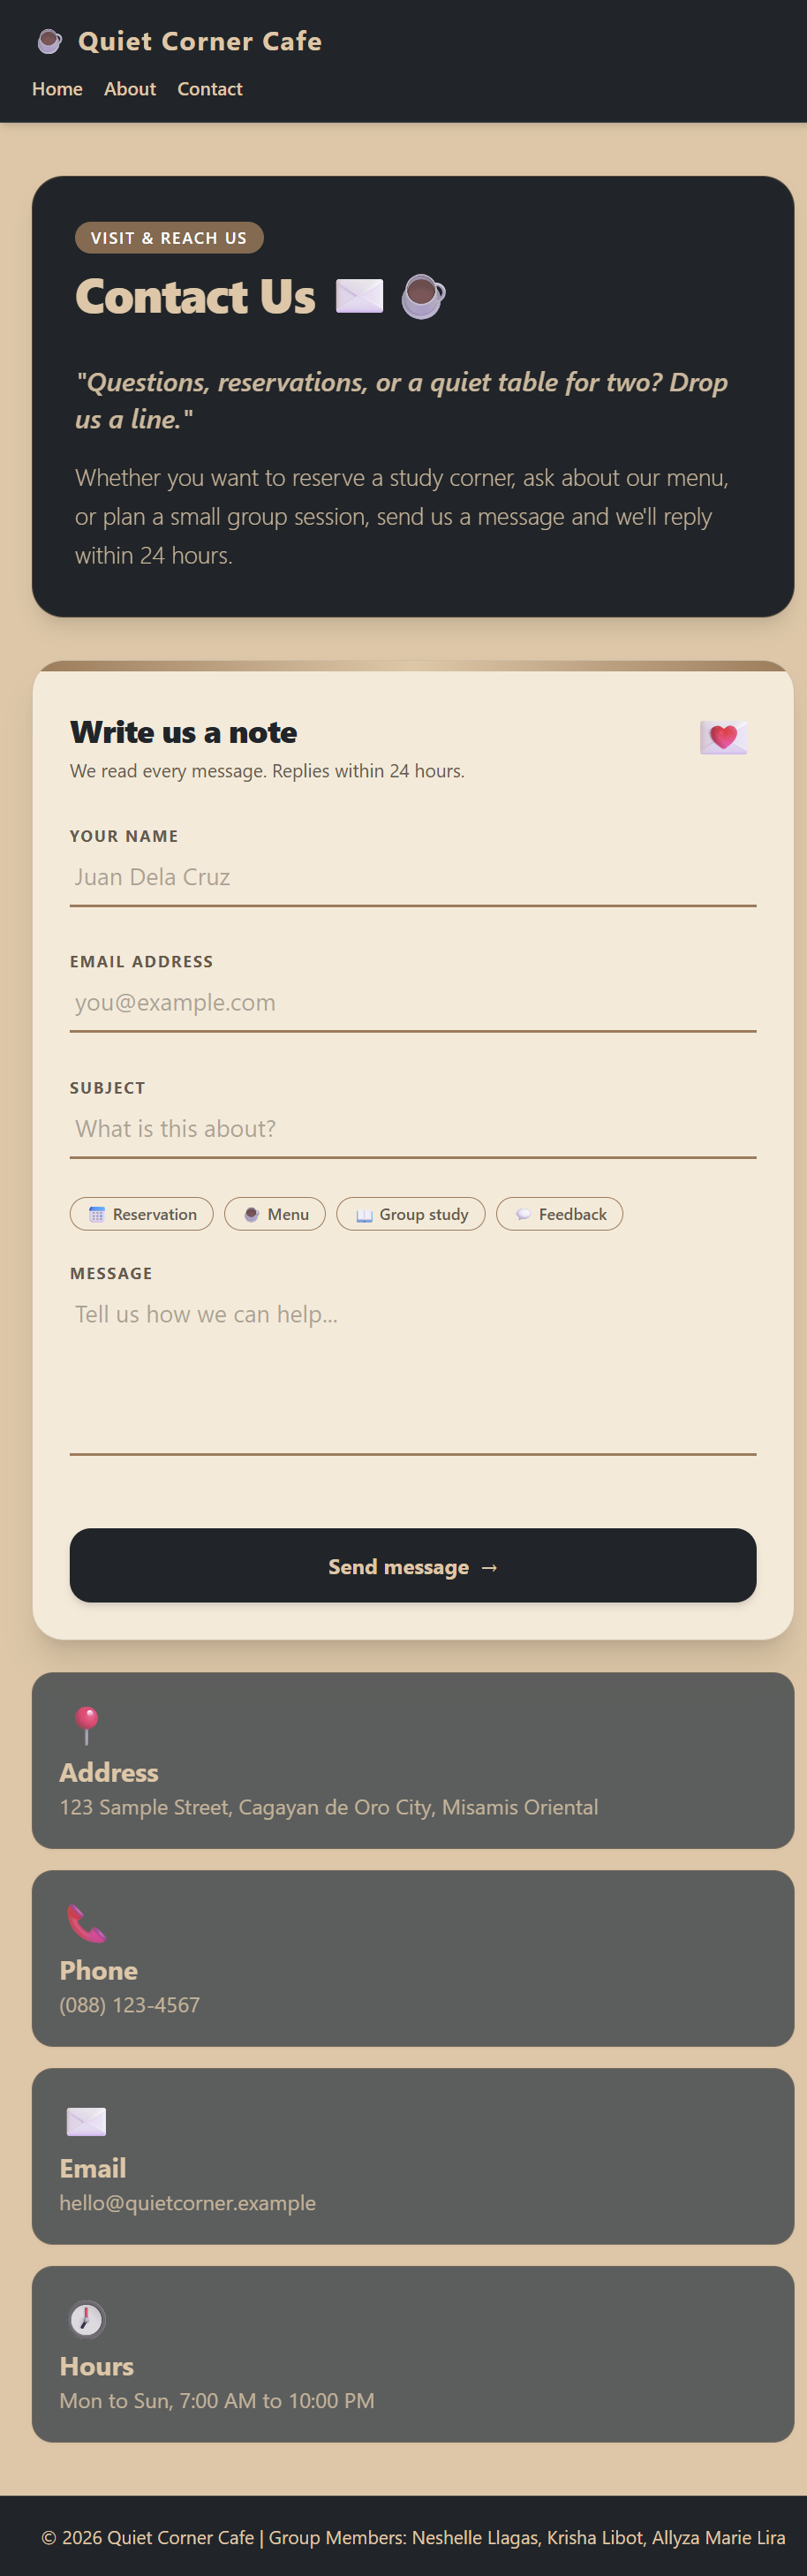 Quiet Corner Cafe
Home About Contact
VISIT & REACH US
Contact Us
"Questions, reservations, or a quiet table for two? Drop
us a line."
Whether you want to reserve a study corner, ask about our menu,
or plan a small group session, send us a message and we'll reply
within 24 hours.
Write us a note
We read every message. Replies within 24 hours.
YOUR NAME
Juan Dela Cruz
EMAIL ADDRESS
you@example.com
SUBJECT
What is this about?
Reservation Menu Group study Feedback
MESSAGE
Tell us how we can help...
Send message →
Address
123 Sample Street, Cagayan de Oro City, Misamis Oriental
Phone
(088) 123-4567
Email
hello@quietcorner.example
Hours
Mon to Sun, 7:00 AM to 10:00 PM
© 2026 Quiet Corner Cafe | Group Members: Neshelle Llagas, Krisha Libot, Allyza Marie Lira